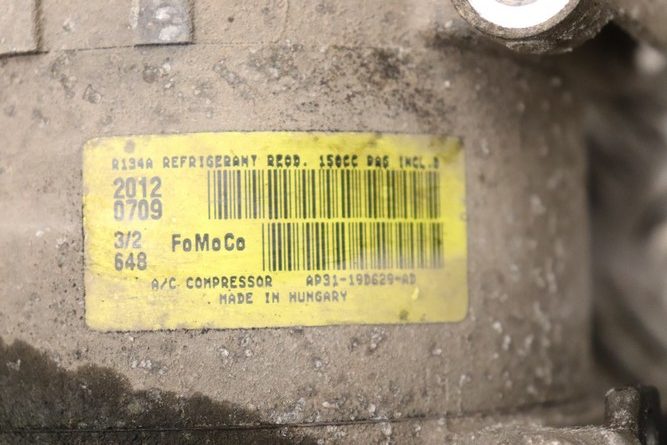 R134A REFRIGERANT REQD. 150CC PAG INCL.D
2012
0709
3/2
648
FoMoCo
A/C COMPRESSOR AP31-19D629-AD
MADE IN HUNGARY